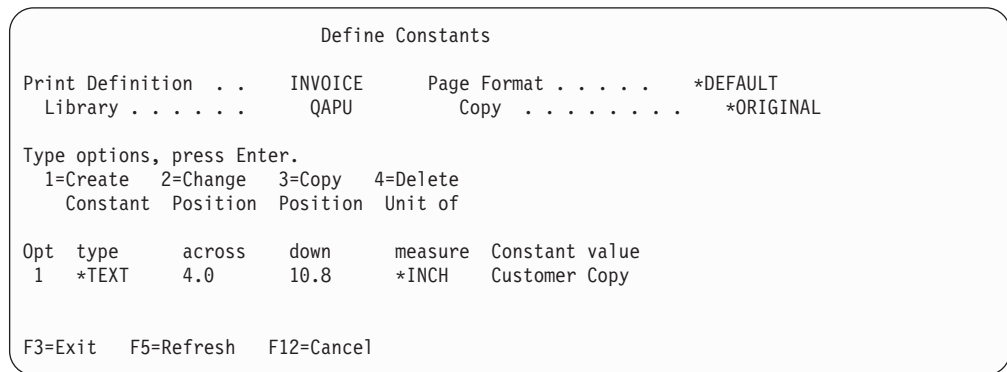 Define Constants
Print Definition . . INVOICE Page Format . . . . . *DEFAULT
Library . . . . . . QAPU Copy . . . . . . . . *ORIGINAL
Type options, press Enter.
1=Create 2=Change 3=Copy 4=Delete
Constant Position Position Unit of
Opt type across down measure Constant value
1 *TEXT 4.0 10.8 *INCH Customer Copy
F3=Exit F5=Refresh F12=Cancel